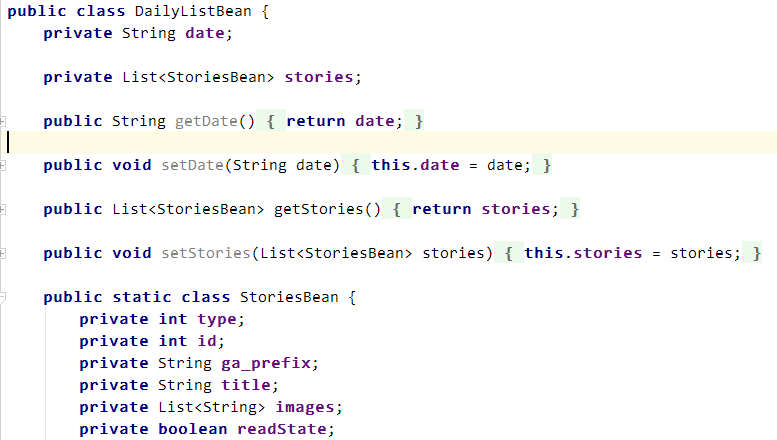 public class DailyListBean {
private String date;
private List<StoriesBean> stories;
public String getDate() { return date; }
public void setDate(String date) { this.date = date; }
public List<StoriesBean> getStories() { return stories; }
public void setStories(List<StoriesBean> stories) { this.stories = stories; }
public static class StoriesBean {
private int type;
private int id;
private String ga_prefix;
private String title;
private List<String> images;
private boolean readState;